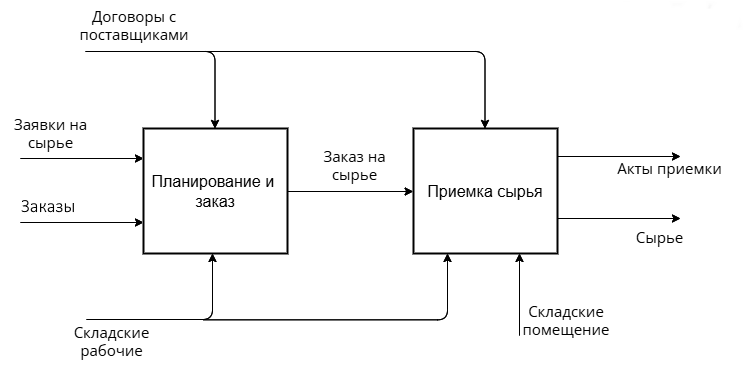 Договоры с
поставщиками
Заявки на
сырье
Заказы
Планирование и
заказ
Заказ на
сырье
Приемка сырья
Акты приемки
Сырье
Складские
рабочие
Складские
помещение